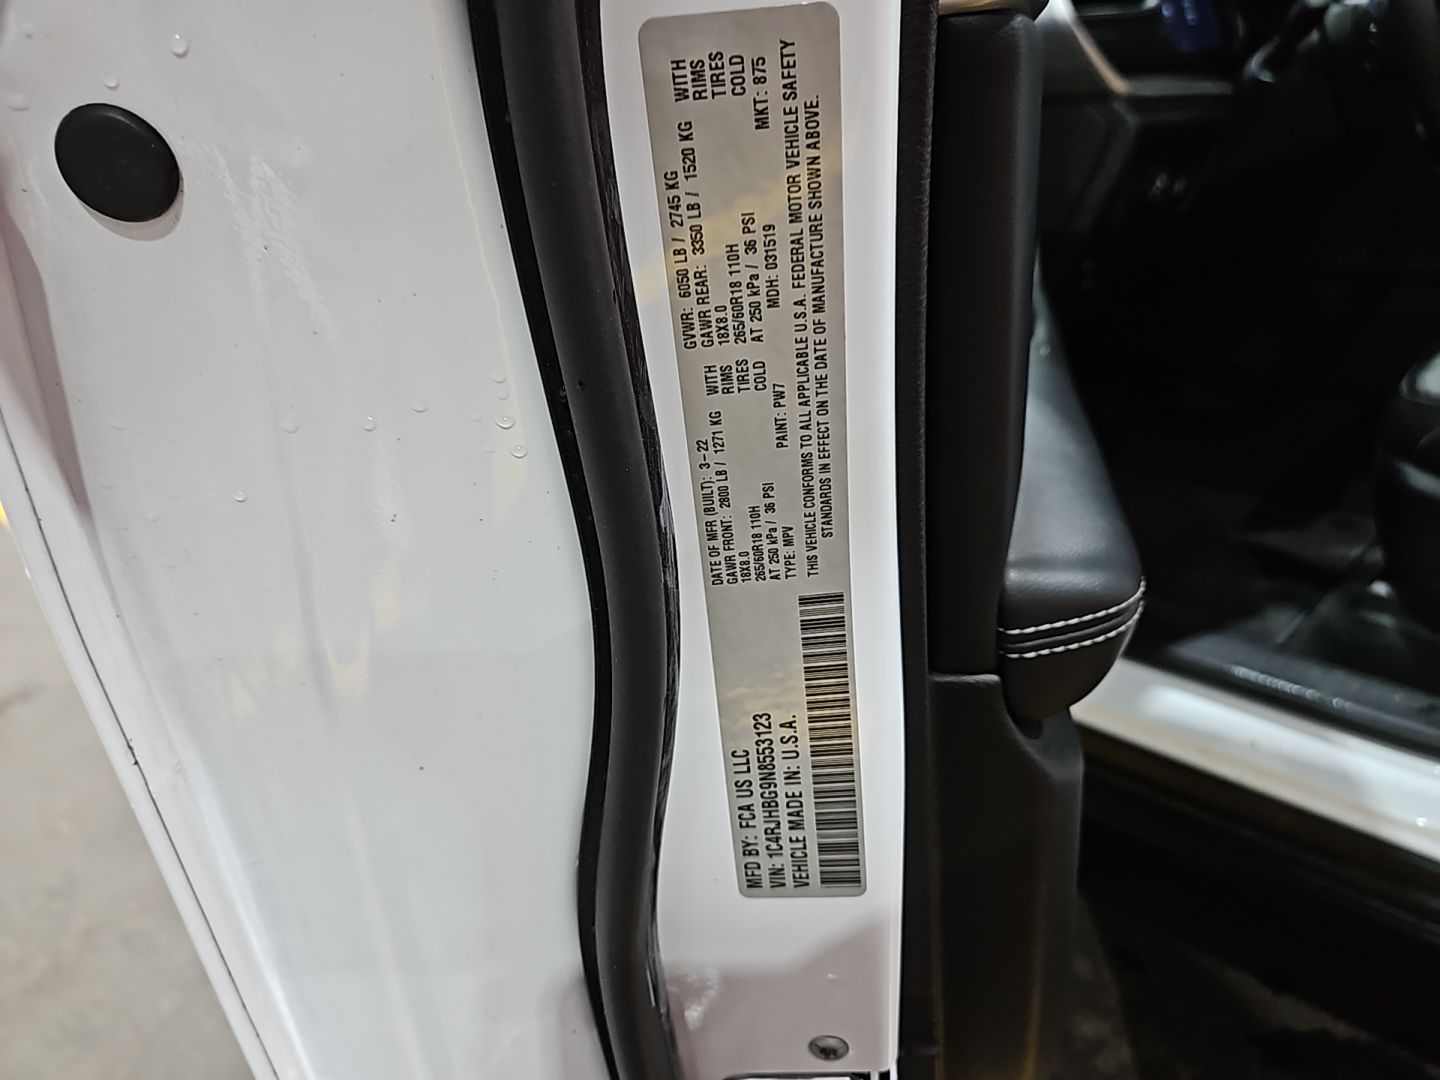 MFD BY: FCA US LLC
VIN: 1C4RJHBG9N8553123
VEHICLE MADE IN: U.S.A.
DATE OF MFR (BUILT): 3-22
GAWR FRONT: 2800 LB / 1271 KG WITH
18X8.0 RIMS
265/60R18 110H TIRES
AT 250 kPa / 36 PSI COLD
TYPE: MPV PAINT: PW7
GVWR: 6050 LB / 2745 KG
GAWR REAR: 3350 LB / 1520 KG WITH
18X8.0 RIMS
265/60R18 110H TIRES
AT 250 kPa / 36 PSI COLD
MDH: 031519 MKT: 875
THIS VEHICLE CONFORMS TO ALL APPLICABLE U.S.A. FEDERAL MOTOR VEHICLE SAFETY
STANDARDS IN EFFECT ON THE DATE OF MANUFACTURE SHOWN ABOVE.